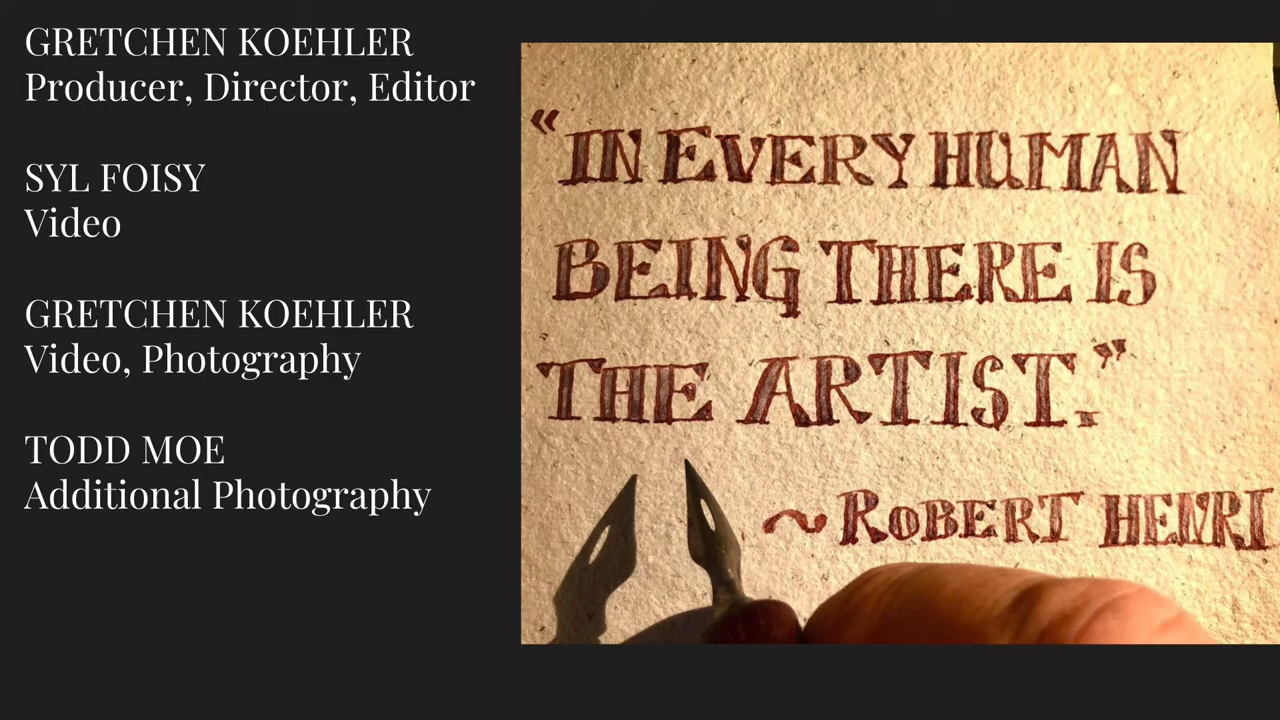 GRETCHEN KOEHLER
Producer, Director, Editor
SYL FOISY
Video
GRETCHEN KOEHLER
Video, Photography
TODD MOE
Additional Photography
“IN EVERY HUMAN
BEING THERE IS
THE ARTIST.”
~ROBERT HENRI